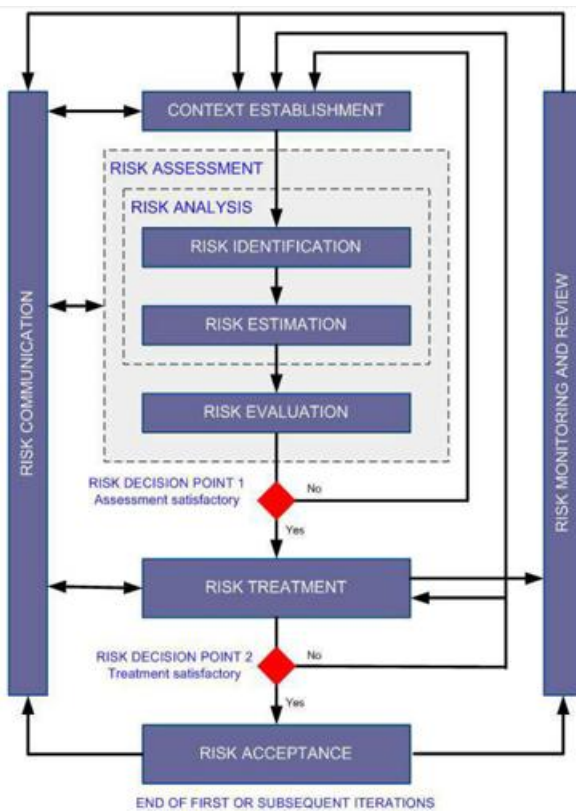 CONTEXT ESTABLISHMENT
RISK ASSESSMENT
RISK ANALYSIS
RISK IDENTIFICATION
RISK ESTIMATION
RISK EVALUATION
RISK COMMUNICATION
RISK MONITORING AND REVIEW
RISK DECISION POINT 1
Assessment satisfactory
No
Yes
RISK TREATMENT
RISK DECISION POINT 2
Treatment satisfactory
No
Yes
RISK ACCEPTANCE
END OF FIRST OR SUBSEQUENT ITERATIONS